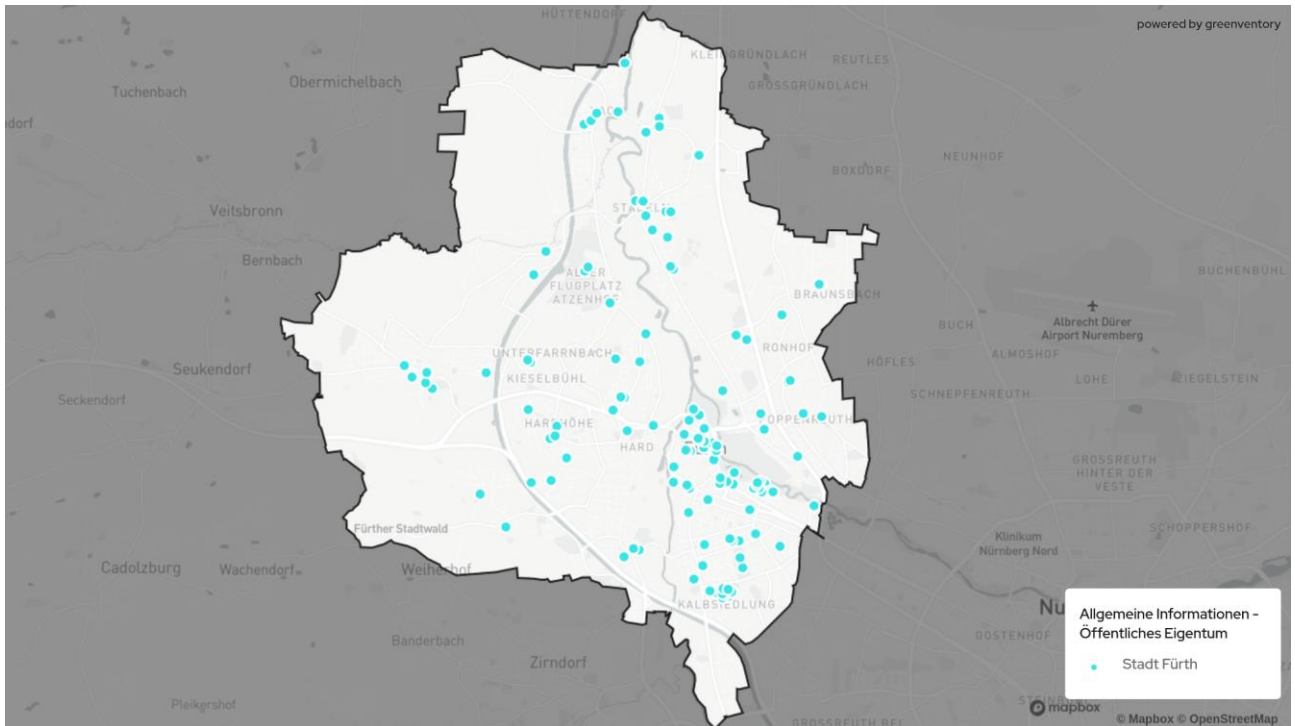 HÜTTENDORF
powered by greenventory
KLEINGRÜNDLACH
REUTLES
Obermichelbach
GROSSGRÜNDLACH
Tuchenbach
NEUNHOF
BOXDORF
Veitsbronn
STADELN
Bernbach
BUCHENBÜHL
ALTER
FLUGPLATZ
ATZENHOF
BRAUNSBACH
Albrecht Dürer
Airport Nuremberg
BUCH
RONHOF
ALMOSHOF
UNTERFARRNBACH
HÖFLES
Seukendorf
KIESELBÜHL
LOHE
ZIEGELSTEIN
SCHNEPFENREUTH
Seckendorf
HARDHÖHE
POPPENREUTH
HARD
GROSSREUTH
HINTER DER
VESTE
Fürther Stadtwald
SCHOPPERSHOF
Klinikum
Nürnberg Nord
Cadolzburg
Wachendorf
Weiherhof
KALBSIEDLUNG
Allgemeine Informationen -
Öffentliches Eigentum
Stadt Fürth
GOSTENHOF
Banderbach
Zirndorf
Pleikershof
mapbox
© Mapbox © OpenStreetMap